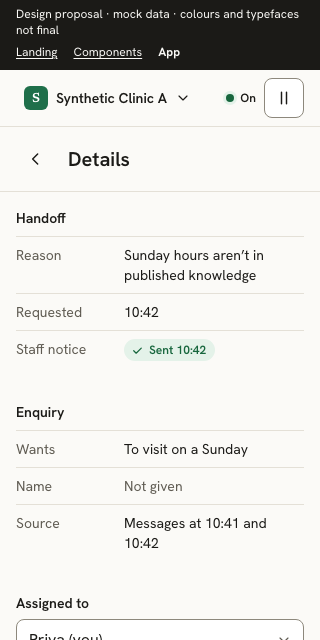 Design proposal · mock data · colours and typefaces
not final
Landing Components App
S Synthetic Clinic A On
Details
Handoff
Reason Sunday hours aren’t in
published knowledge
Requested 10:42
Staff notice Sent 10:42
Enquiry
Wants To visit on a Sunday
Name Not given
Source Messages at 10:41 and
10:42
Assigned to
Priya (you)